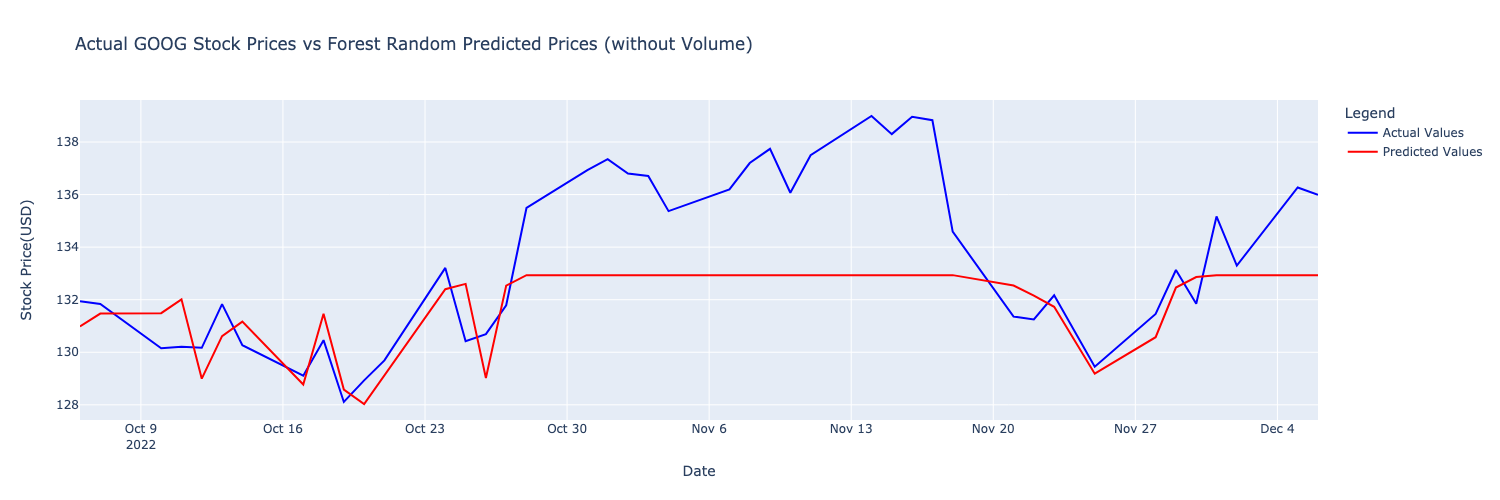 Actual GOOG Stock Prices vs Forest Random Predicted Prices (without Volume)
Legend
Actual Values
Predicted Values
Stock Price(USD)
138
136
134
132
130
128
Oct 9
2022
Oct 16
Oct 23
Oct 30
Nov 6
Nov 13
Nov 20
Nov 27
Dec 4
Date